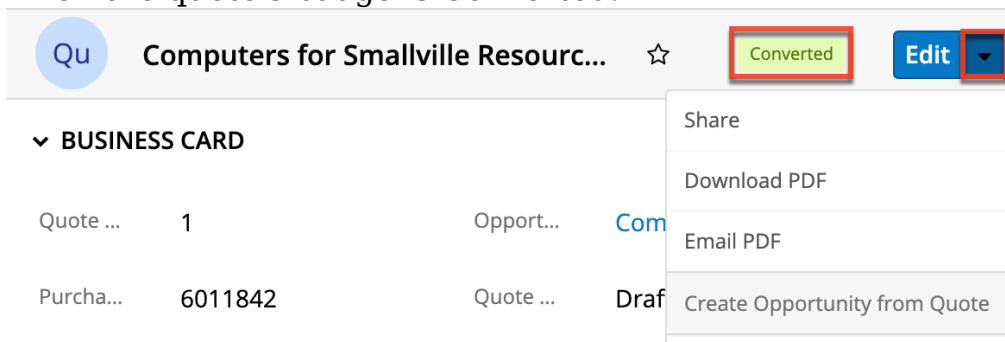 Qu Computers for Smallville Resourc... Converted Edit
Share
BUSINESS CARD
Download PDF
Quote ... 1 Opport... Com
Email PDF
Purcha... 6011842 Quote ... Draf
Create Opportunity from Quote